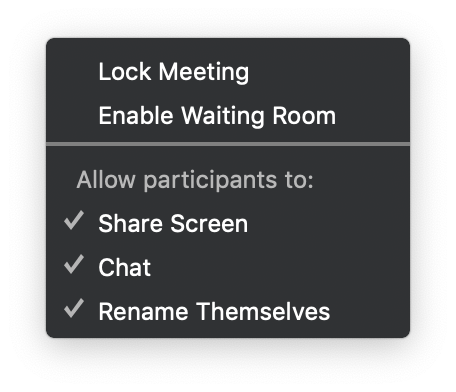 Lock Meeting
Enable Waiting Room
Allow participants to:
Share Screen
Chat
Rename Themselves